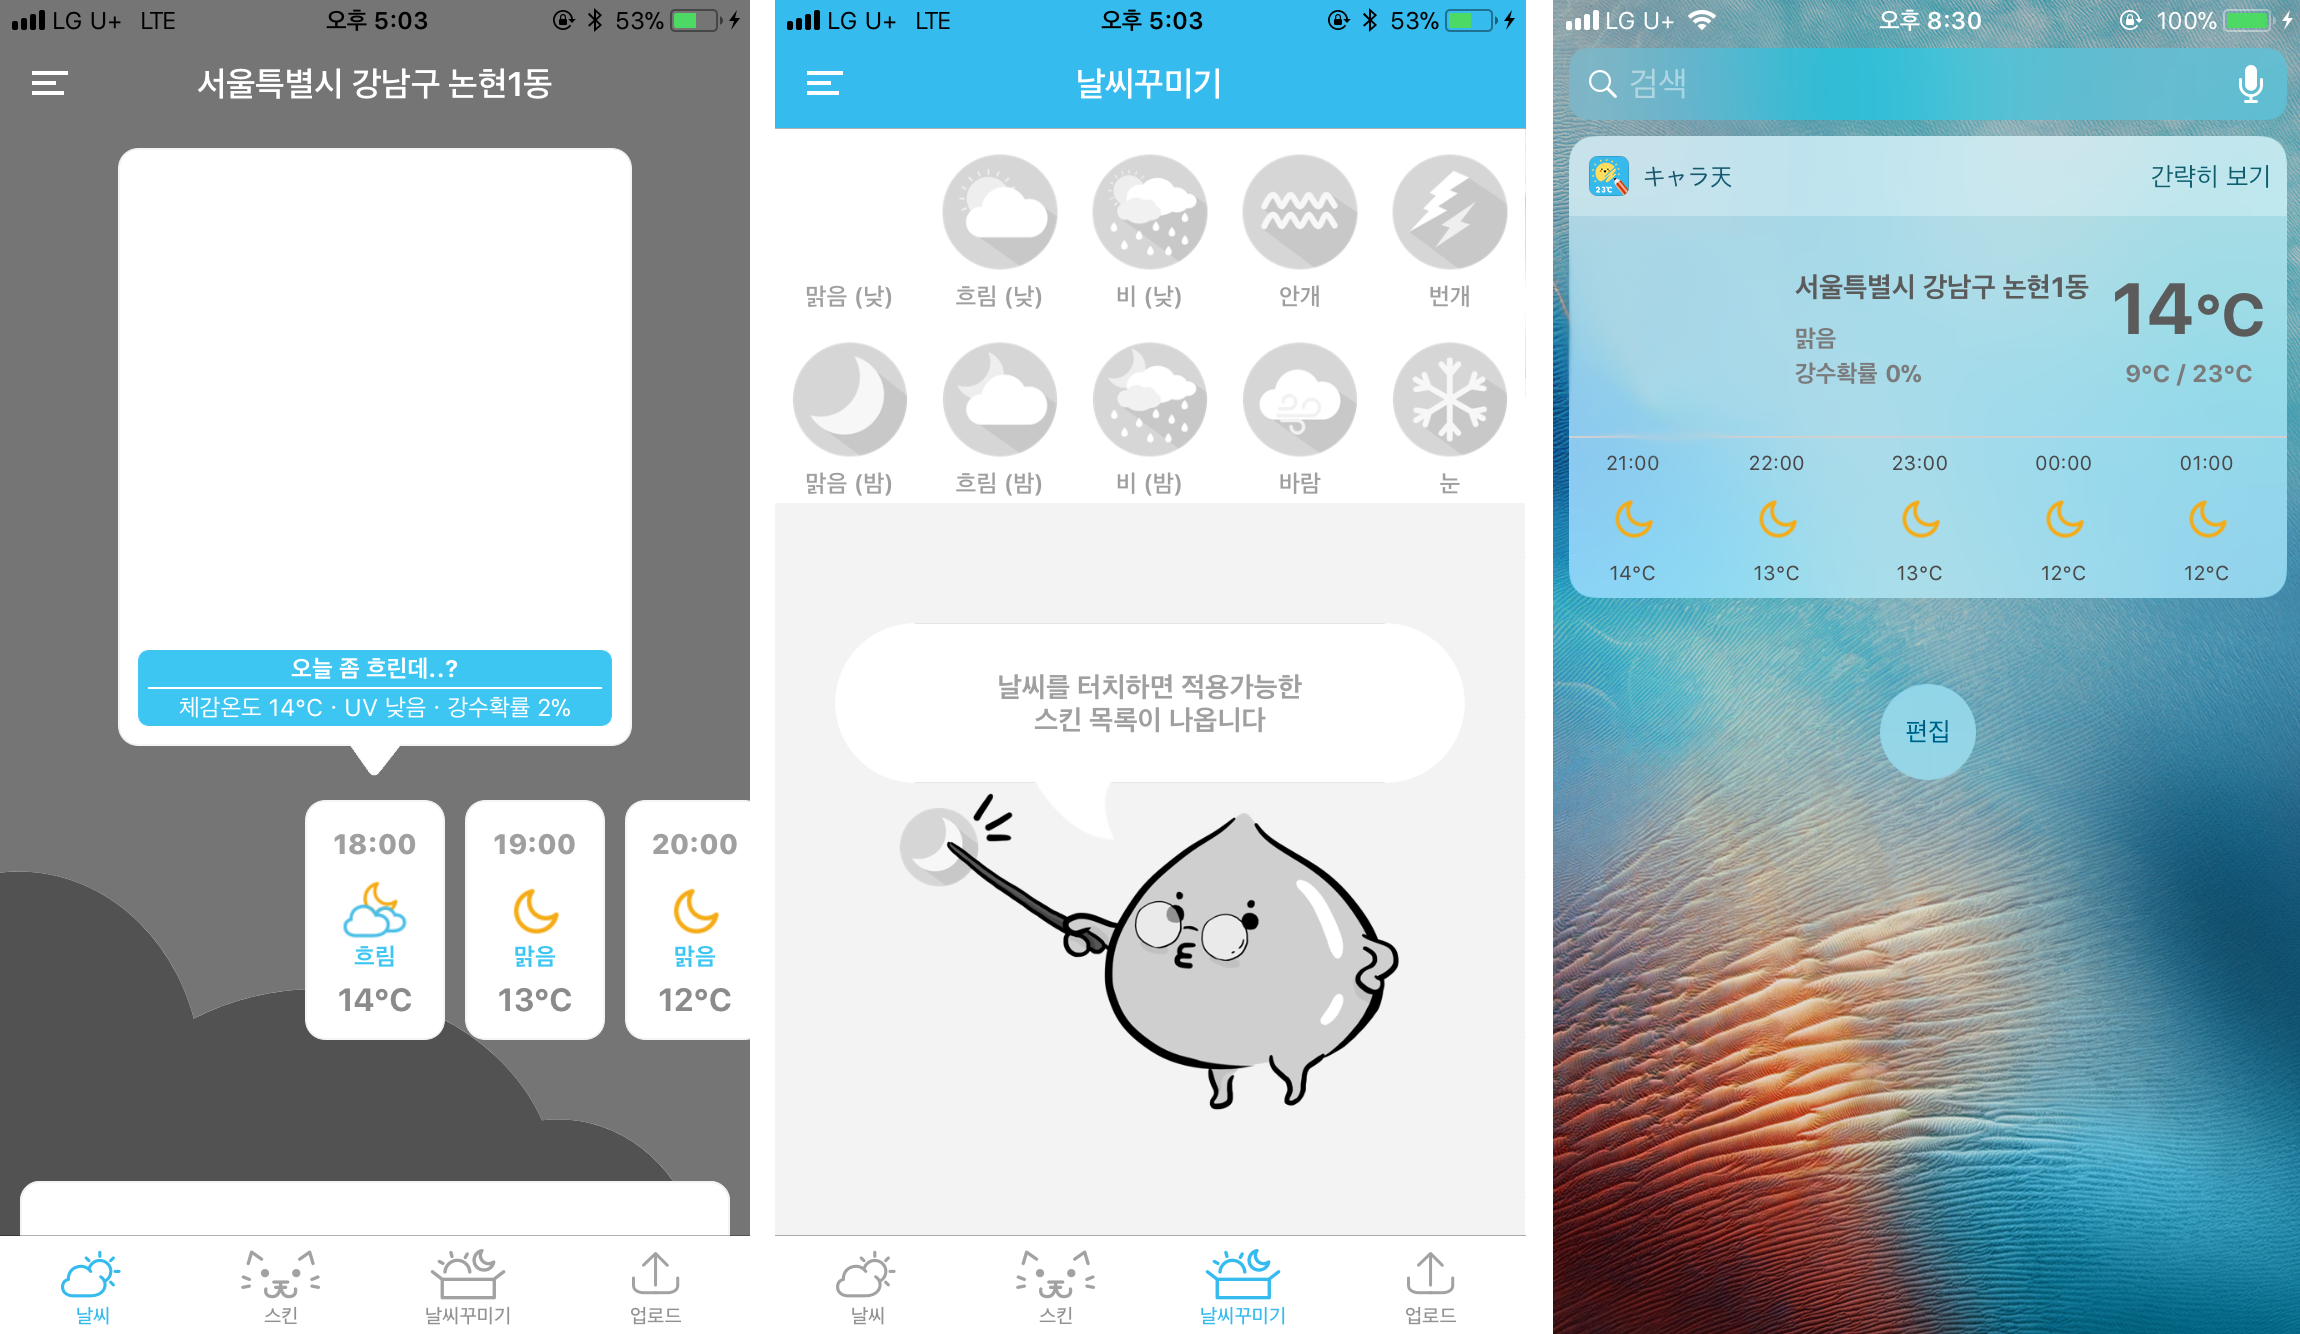 LG U+ LTE 오후 5:03 53%
서울특별시 강남구 논현1동
오늘 좀 흐린데..?
체감온도 14°C · UV 낮음 · 강수확률 2%
18:00 19:00 20:00
흐림 맑음 맑음
14°C 13°C 12°C
날씨 스킨 날씨꾸미기 업로드
LG U+ LTE 오후 5:03 53%
날씨꾸미기
맑음 (낮) 흐림 (낮) 비 (낮) 안개 번개
맑음 (밤) 흐림 (밤) 비 (밤) 바람 눈
날씨를 터치하면 적용가능한
스킨 목록이 나옵니다
날씨 스킨 날씨꾸미기 업로드
LG U+ 오후 8:30 100%
검색
23℃ キャラ天 간략히 보기
서울특별시 강남구 논현1동 14°C
맑음
강수확률 0% 9°C / 23°C
21:00 22:00 23:00 00:00 01:00
14°C 13°C 13°C 12°C 12°C
편집